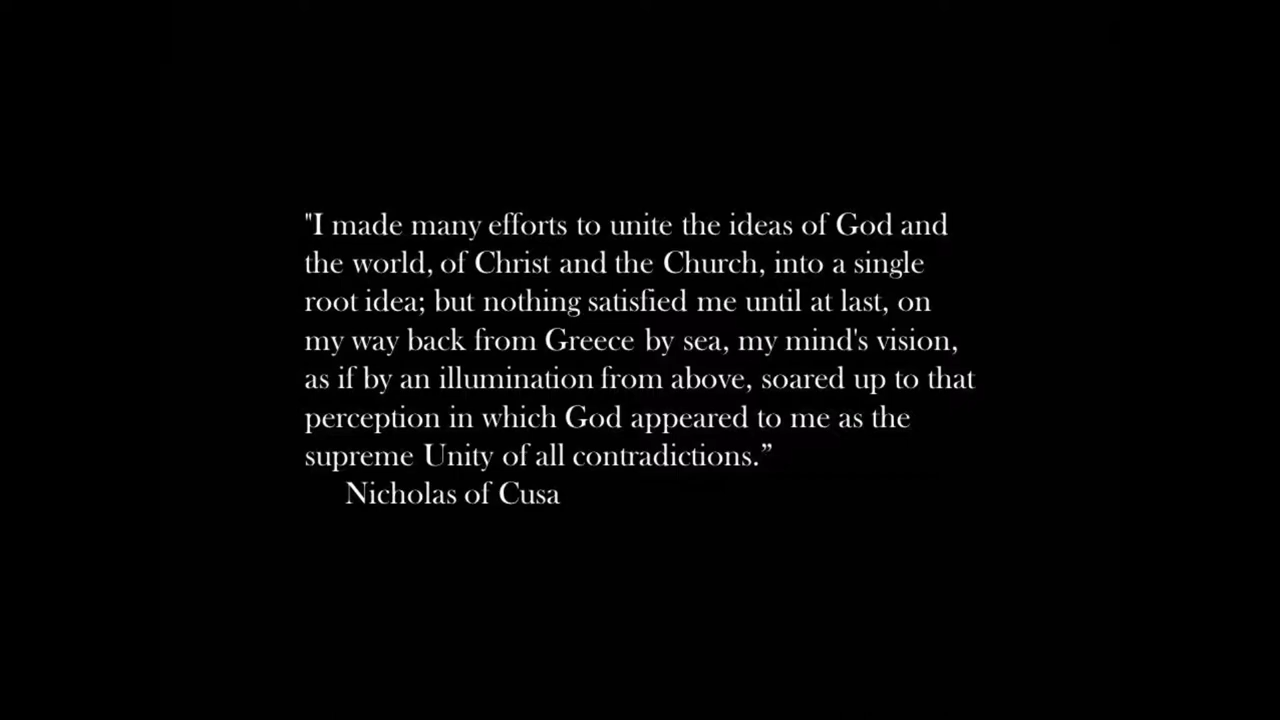 "I made many efforts to unite the ideas of God and
the world, of Christ and the Church, into a single
root idea; but nothing satisfied me until at last, on
my way back from Greece by sea, my mind's vision,
as if by an illumination from above, soared up to that
perception in which God appeared to me as the
supreme Unity of all contradictions.”
Nicholas of Cusa